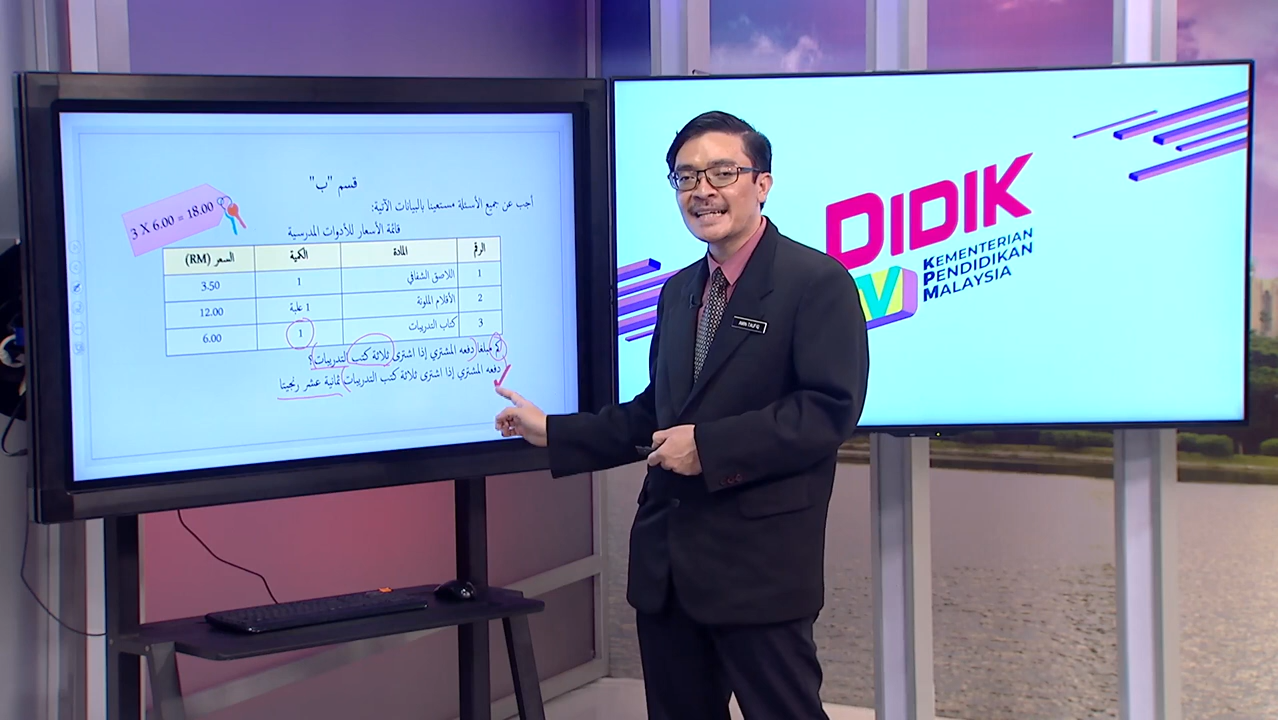 قسم "ب"
3 X 6.00 = 18.00
أجب عن جميع الأسئلة مستعينا بالبيانات الآتية:
قائمة الأسعار للأدوات المدرسية
الرقم المادة الكمية السعر (RM)
1 اللاصق الشفافي 1 3.50
2 الأقلام الملونة 1 علبة 12.00
3 كتاب التدريبات 1 6.00
كم مبلغا دفعه المشتري إذا اشترى ثلاثة كتب التدريبات؟
دفعه المشتري إذا اشترى ثلاثة كتب التدريبات ثمانية عشر رنجيتا
DIDIK
TV
KEMENTERIAN
PENDIDIKAN
MALAYSIA